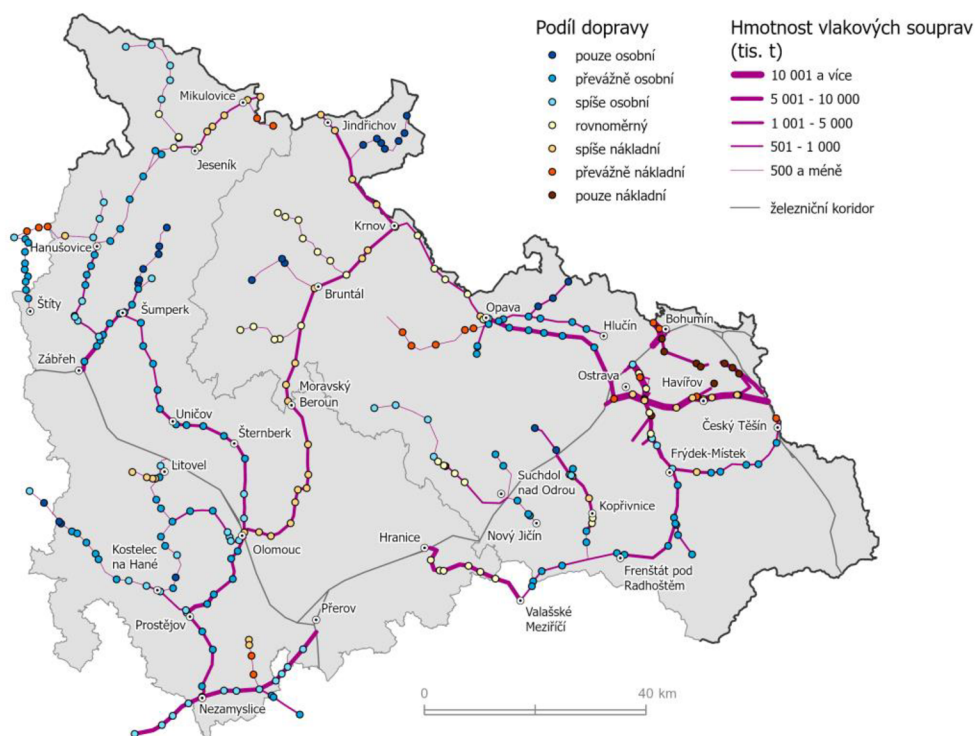 Podíl dopravy
pouze osobní
převážně osobní
spíše osobní
rovnoměrný
spíše nákladní
převážně nákladní
pouze nákladní
Hmotnost vlakových souprav
(tis. t)
10 001 a více
5 001 - 10 000
1 001 - 5 000
501 - 1 000
500 a méně
železniční koridor
Mikulovice
Jindřichov
Jeseník
Krnov
Hanušovice
Bruntál
Štíty
Šumperk
Opava
Bohumín
Hlučín
Zábřeh
Ostrava
Havířov
Moravský
Beroun
Uničov
Český Těšín
Šternberk
Frýdek-Místek
Litovel
Suchdol
nad Odrou
Kopřivnice
Olomouc
Hranice
Nový Jičín
Kostelec
na Hané
Frenštát pod
Radhoštěm
Přerov
Valašské
Meziříčí
Prostějov
Nezamyslice
0
40 km